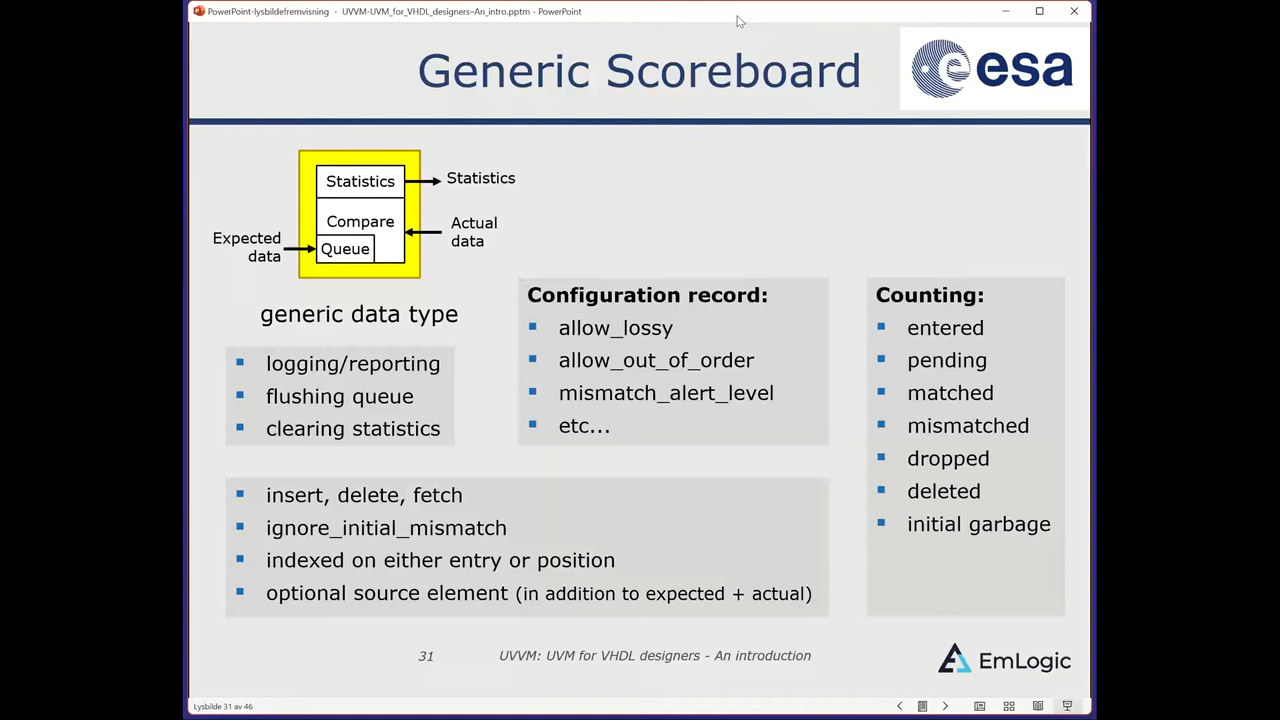 PowerPoint-lysbildefremvisning - UVVM-UVM_for_VHDL_designers–An_intro.pptm - PowerPoint
Generic Scoreboard
esa
Statistics
Statistics
Compare
Actual
data
Expected
data
Queue
generic data type
logging/reporting
flushing queue
clearing statistics
Configuration record:
allow_lossy
allow_out_of_order
mismatch_alert_level
etc...
Counting:
entered
pending
matched
mismatched
dropped
deleted
initial garbage
insert, delete, fetch
ignore_initial_mismatch
indexed on either entry or position
optional source element (in addition to expected + actual)
31
UVVM: UVM for VHDL designers - An introduction
EmLogic
Lysbilde 31 av 46